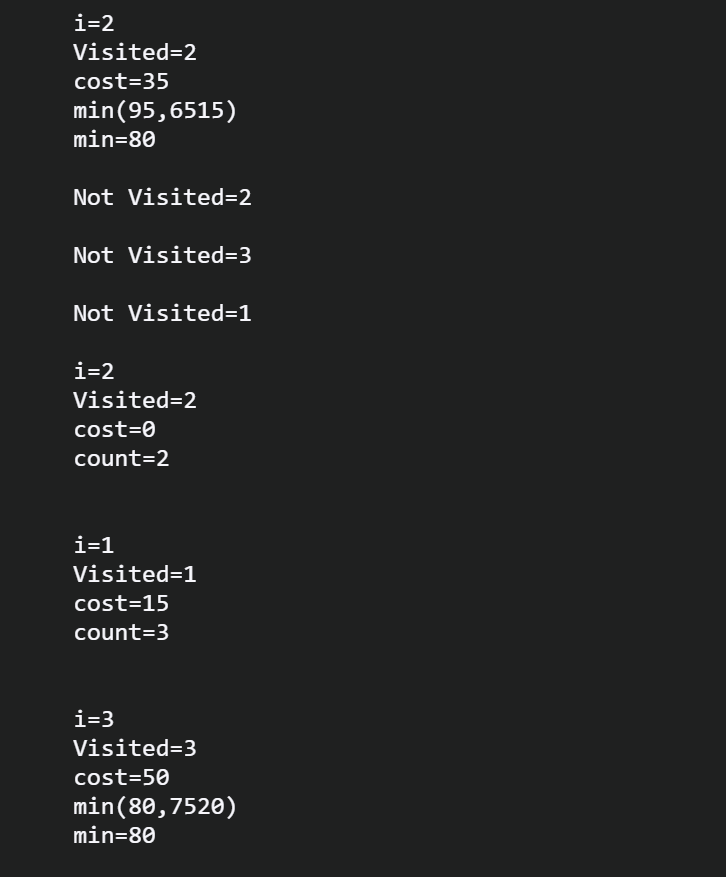 i=2
Visited=2
cost=35
min(95,6515)
min=80
Not Visited=2
Not Visited=3
Not Visited=1
i=2
Visited=2
cost=0
count=2
i=1
Visited=1
cost=15
count=3
i=3
Visited=3
cost=50
min(80,7520)
min=80